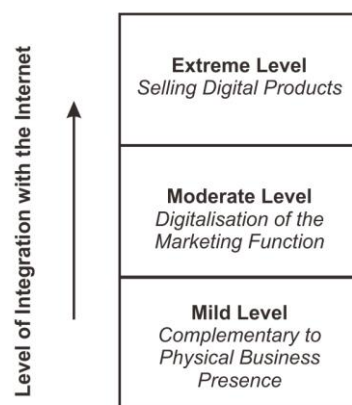 Level of Integration with the Internet
Extreme Level
Selling Digital Products
Moderate Level
Digitalisation of the
Marketing Function
Mild Level
Complementary to
Physical Business
Presence